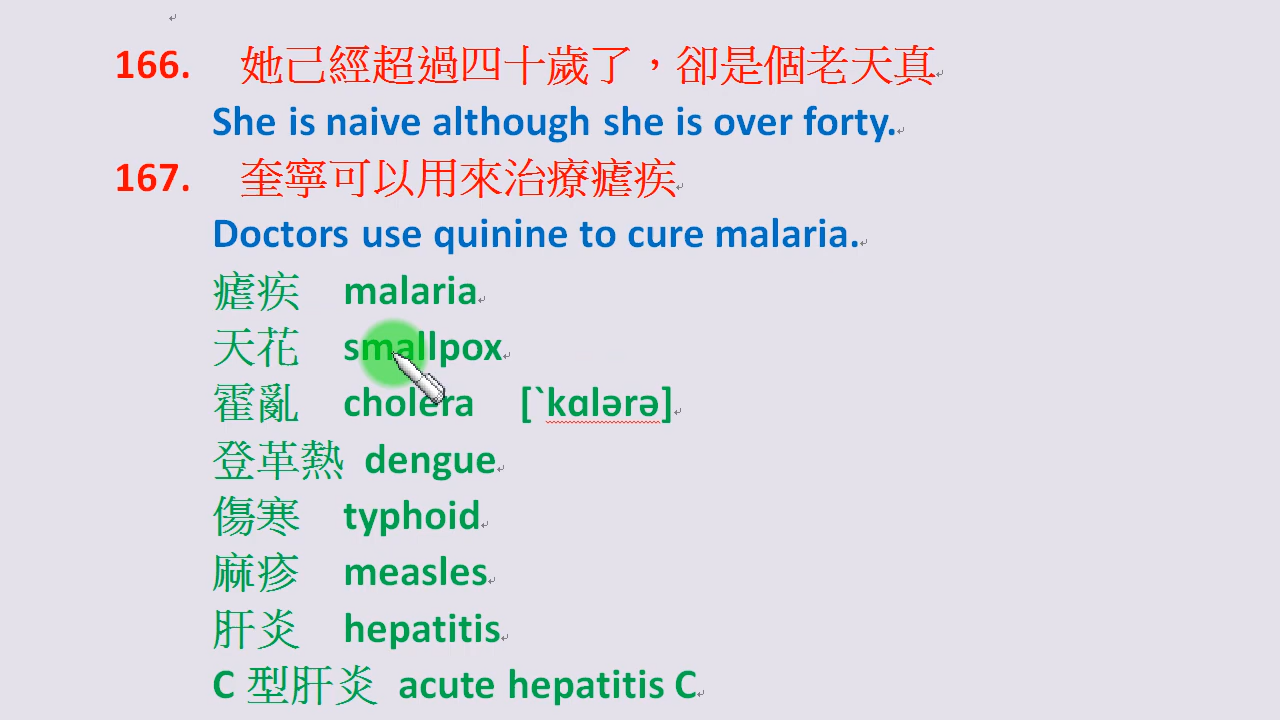 166. 她己經超過四十歲了，卻是個老天真
She is naive although she is over forty.
167. 奎寧可以用來治療瘧疾
Doctors use quinine to cure malaria.
瘧疾 malaria
天花 smallpox
霍亂 cholera [ˋkɑlərə]
登革熱 dengue
傷寒 typhoid
麻疹 measles
肝炎 hepatitis
C 型肝炎 acute hepatitis C